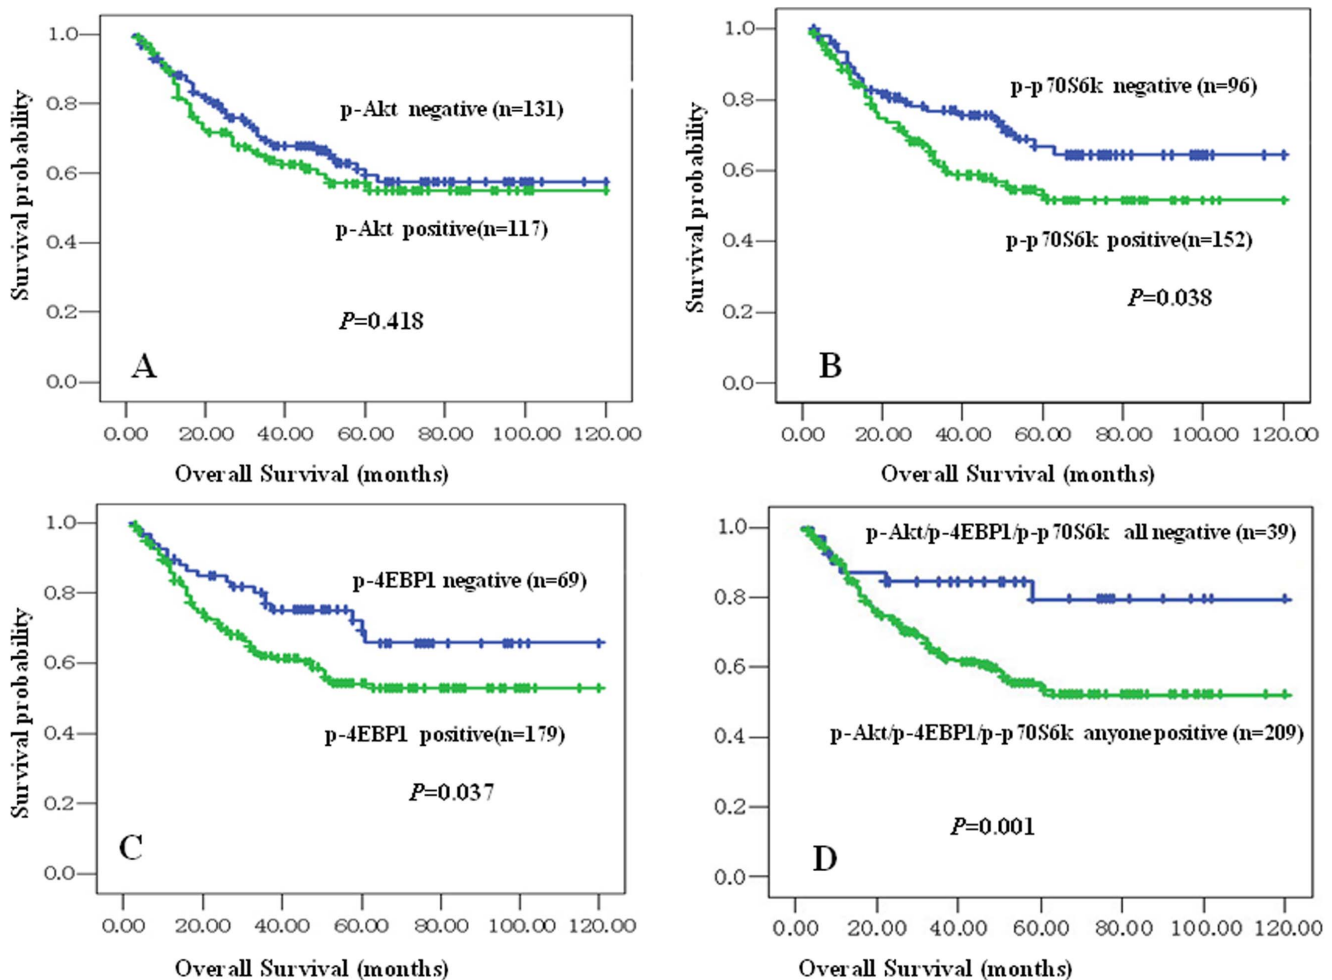 1.0
0.8
0.6
0.4
0.2
0.0
Survival probability
p-Akt negative (n=131)
p-Akt positive(n=117)
P=0.418
A
0.00 20.00 40.00 60.00 80.00 100.00 120.00
Overall Survival (months)
1.0
0.8
0.6
0.4
0.2
0.0
Survival probability
p-p70S6k negative (n=96)
p-p70S6k positive(n=152)
P=0.038
B
0.00 20.00 40.00 60.00 80.00 100.00 120.00
Overall Survival (months)
1.0
0.8
0.6
0.4
0.2
0.0
Survival probability
p-4EBP1 negative (n=69)
p-4EBP1 positive(n=179)
P=0.037
C
0.00 20.00 40.00 60.00 80.00 100.00 120.00
Overall Survival (months)
1.0
0.8
0.6
0.4
0.2
0.0
Survival probability
p-Akt/p-4EBP1/p-p70S6k all negative (n=39)
p-Akt/p-4EBP1/p-p70S6k anyone positive (n=209)
P=0.001
D
0.00 20.00 40.00 60.00 80.00 100.00 120.00
Overall Survival (months)